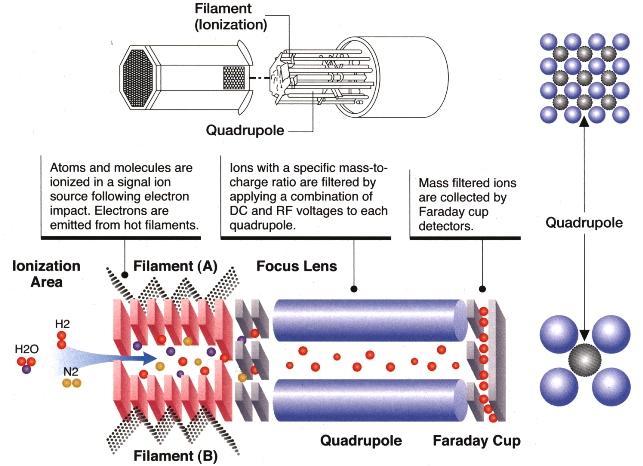 Filament
(Ionization)
Quadrupole
Atoms and molecules are
ionized in a signal ion
source following electron
impact. Electrons are
emitted from hot filaments.
Ions with a specific mass-to-
charge ratio are filtered by
applying a combination of
DC and RF voltages to each
quadrupole.
Mass filtered ions
are collected by
Faraday cup
detectors.
Quadrupole
Ionization
Area
Filament (A)
Focus Lens
H2
H2O
N2
Filament (B)
Quadrupole
Faraday Cup